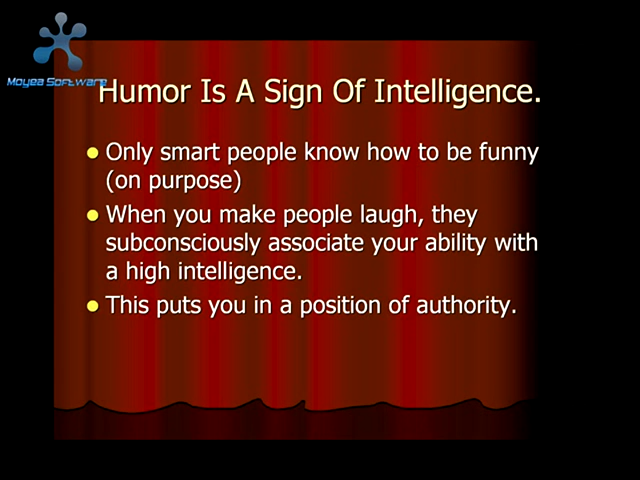 Moyea Software
Humor Is A Sign Of Intelligence.
Only smart people know how to be funny
(on purpose)
When you make people laugh, they
subconsciously associate your ability with
a high intelligence.
This puts you in a position of authority.